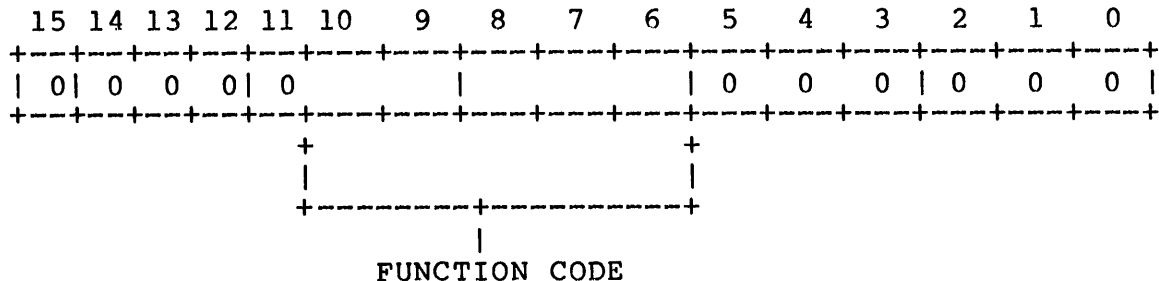 15 14 13 12 11 10 9 8 7 6 5 4 3 2 1 0
+---+---+---+---+---+----+----+----+----+----+----+----+----+----+----+
| 0| 0 0 0| 0 | | 0 0 0 | 0 0 0 |
+---+---+---+---+---+----+----+----+----+----+----+----+----+----+----+
+ +
| |
+-----------+--------------+
|
FUNCTION CODE